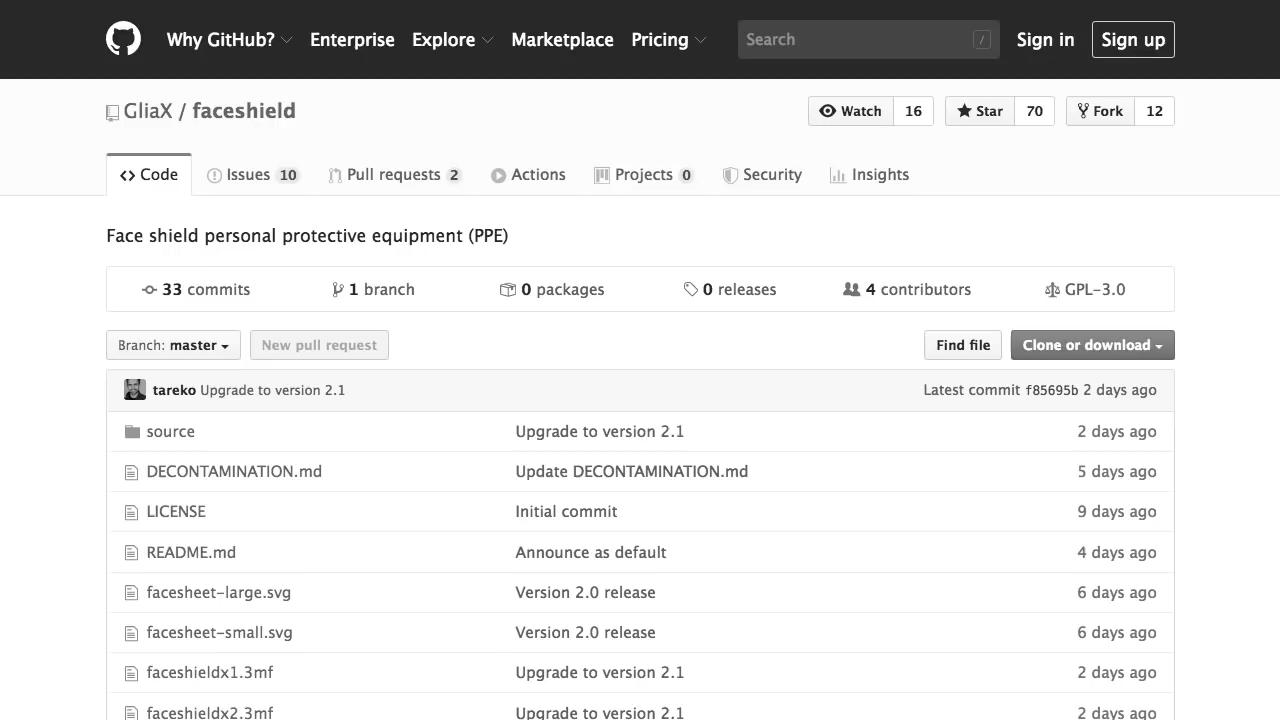 Why GitHub? Enterprise Explore Marketplace Pricing Search / Sign in Sign up
GliaX / faceshield Watch 16 Star 70 Fork 12
Code Issues 10 Pull requests 2 Actions Projects 0 Security Insights
Face shield personal protective equipment (PPE)
33 commits 1 branch 0 packages 0 releases 4 contributors GPL-3.0
Branch: master New pull request Find file Clone or download
tareko Upgrade to version 2.1 Latest commit f85695b 2 days ago
source Upgrade to version 2.1 2 days ago
DECONTAMINATION.md Update DECONTAMINATION.md 5 days ago
LICENSE Initial commit 9 days ago
README.md Announce as default 4 days ago
facesheet-large.svg Version 2.0 release 6 days ago
facesheet-small.svg Version 2.0 release 6 days ago
faceshieldx1.3mf Upgrade to version 2.1 2 days ago
faceshieldx2.3mf Upgrade to version 2.1 2 days ago